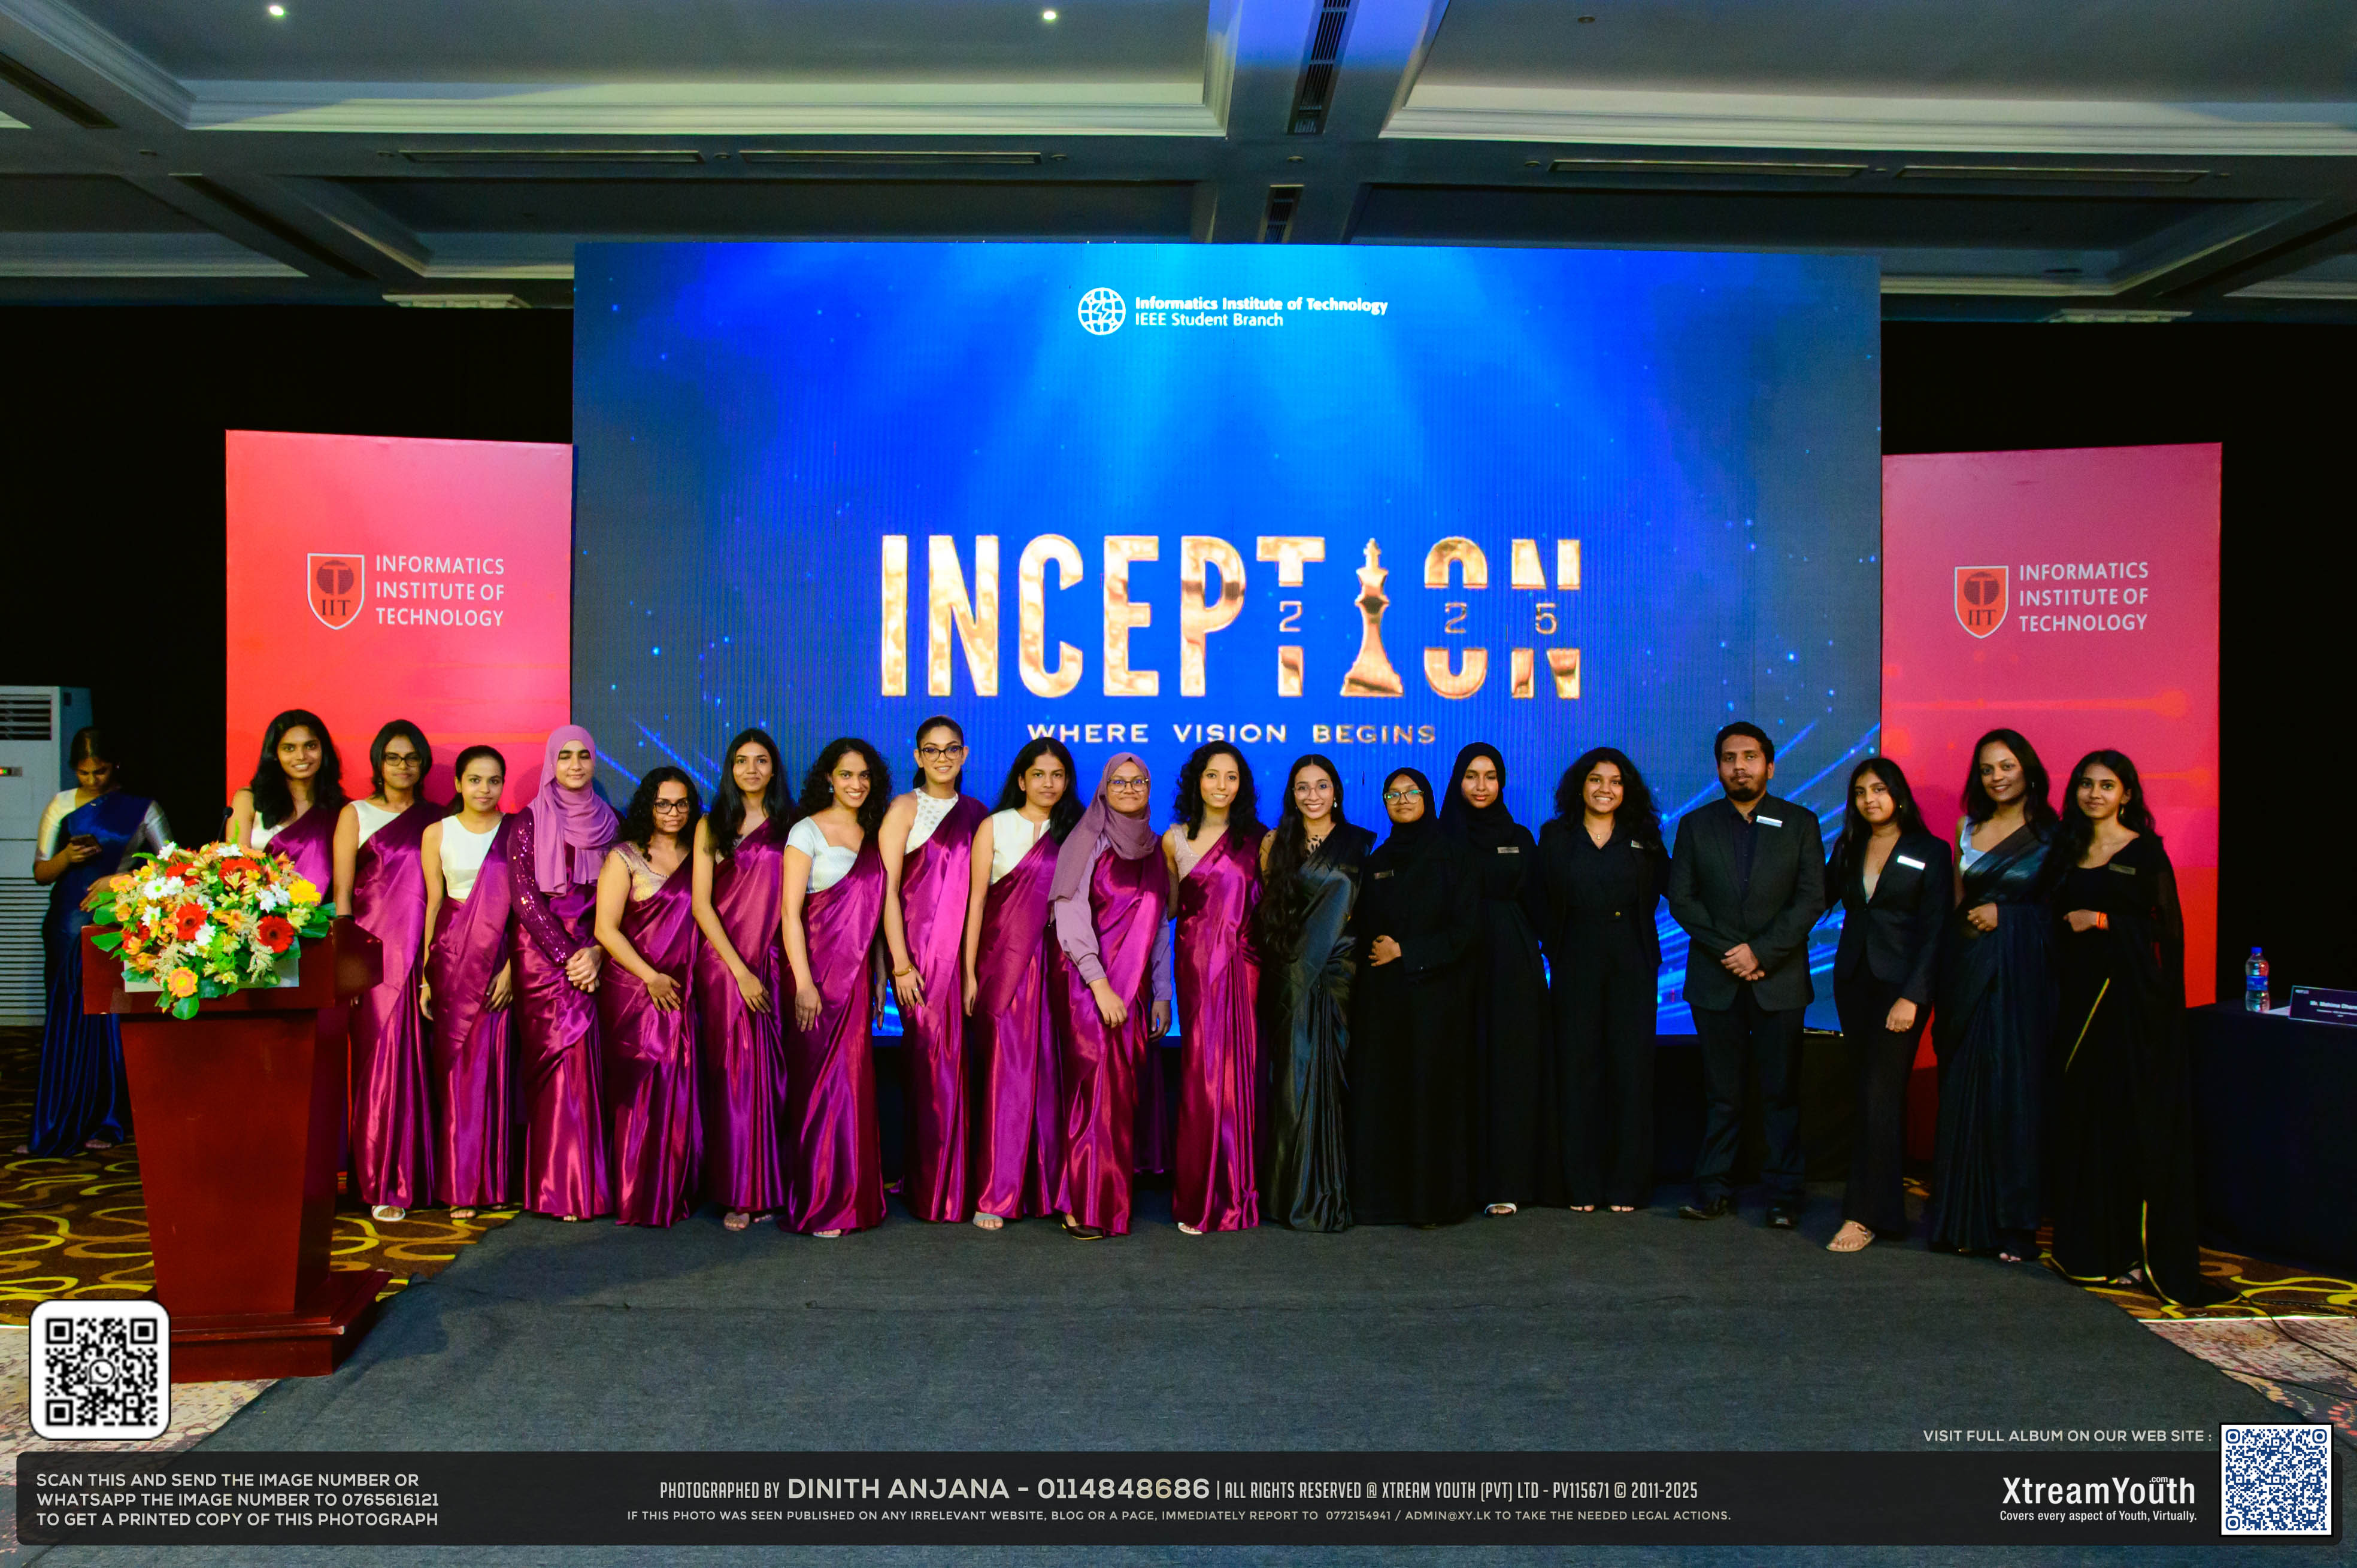 Informatics Institute of Technology
IEEE Student Branch
INCEPTION
2 2 5
WHERE VISION BEGINS
INFORMATICS
INSTITUTE OF
TECHNOLOGY
IIT
INFORMATICS
INSTITUTE OF
TECHNOLOGY
IIT
VISIT FULL ALBUM ON OUR WEB SITE :
SCAN THIS AND SEND THE IMAGE NUMBER OR
WHATSAPP THE IMAGE NUMBER TO 0765616121
TO GET A PRINTED COPY OF THIS PHOTOGRAPH
PHOTOGRAPHED BY DINITH ANJANA - 0114848686 | ALL RIGHTS RESERVED @ XTREAM YOUTH (PVT) LTD - PV115671 © 2011-2025
IF THIS PHOTO WAS SEEN PUBLISHED ON ANY IRRELEVANT WEBSITE, BLOG OR A PAGE, IMMEDIATELY REPORT TO 0772154941 / ADMIN@XY.LK TO TAKE THE NEEDED LEGAL ACTIONS.
XtreamYouth.com
Covers every aspect of Youth, Virtually.